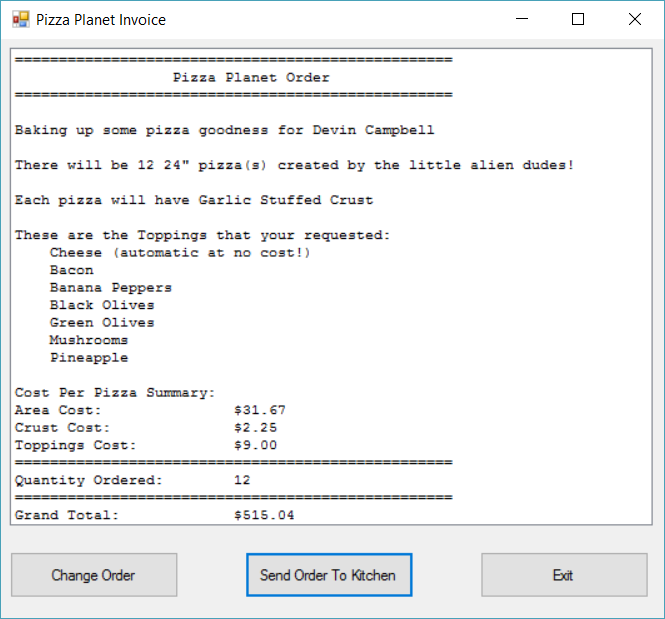 Pizza Planet Invoice
==================================================
Pizza Planet Order
==================================================
Baking up some pizza goodness for Devin Campbell
There will be 12 24" pizza(s) created by the little alien dudes!
Each pizza will have Garlic Stuffed Crust
These are the Toppings that your requested:
Cheese (automatic at no cost!)
Bacon
Banana Peppers
Black Olives
Green Olives
Mushrooms
Pineapple
Cost Per Pizza Summary:
Area Cost: $31.67
Crust Cost: $2.25
Toppings Cost: $9.00
==================================================
Quantity Ordered: 12
==================================================
Grand Total: $515.04
Change Order Send Order To Kitchen Exit